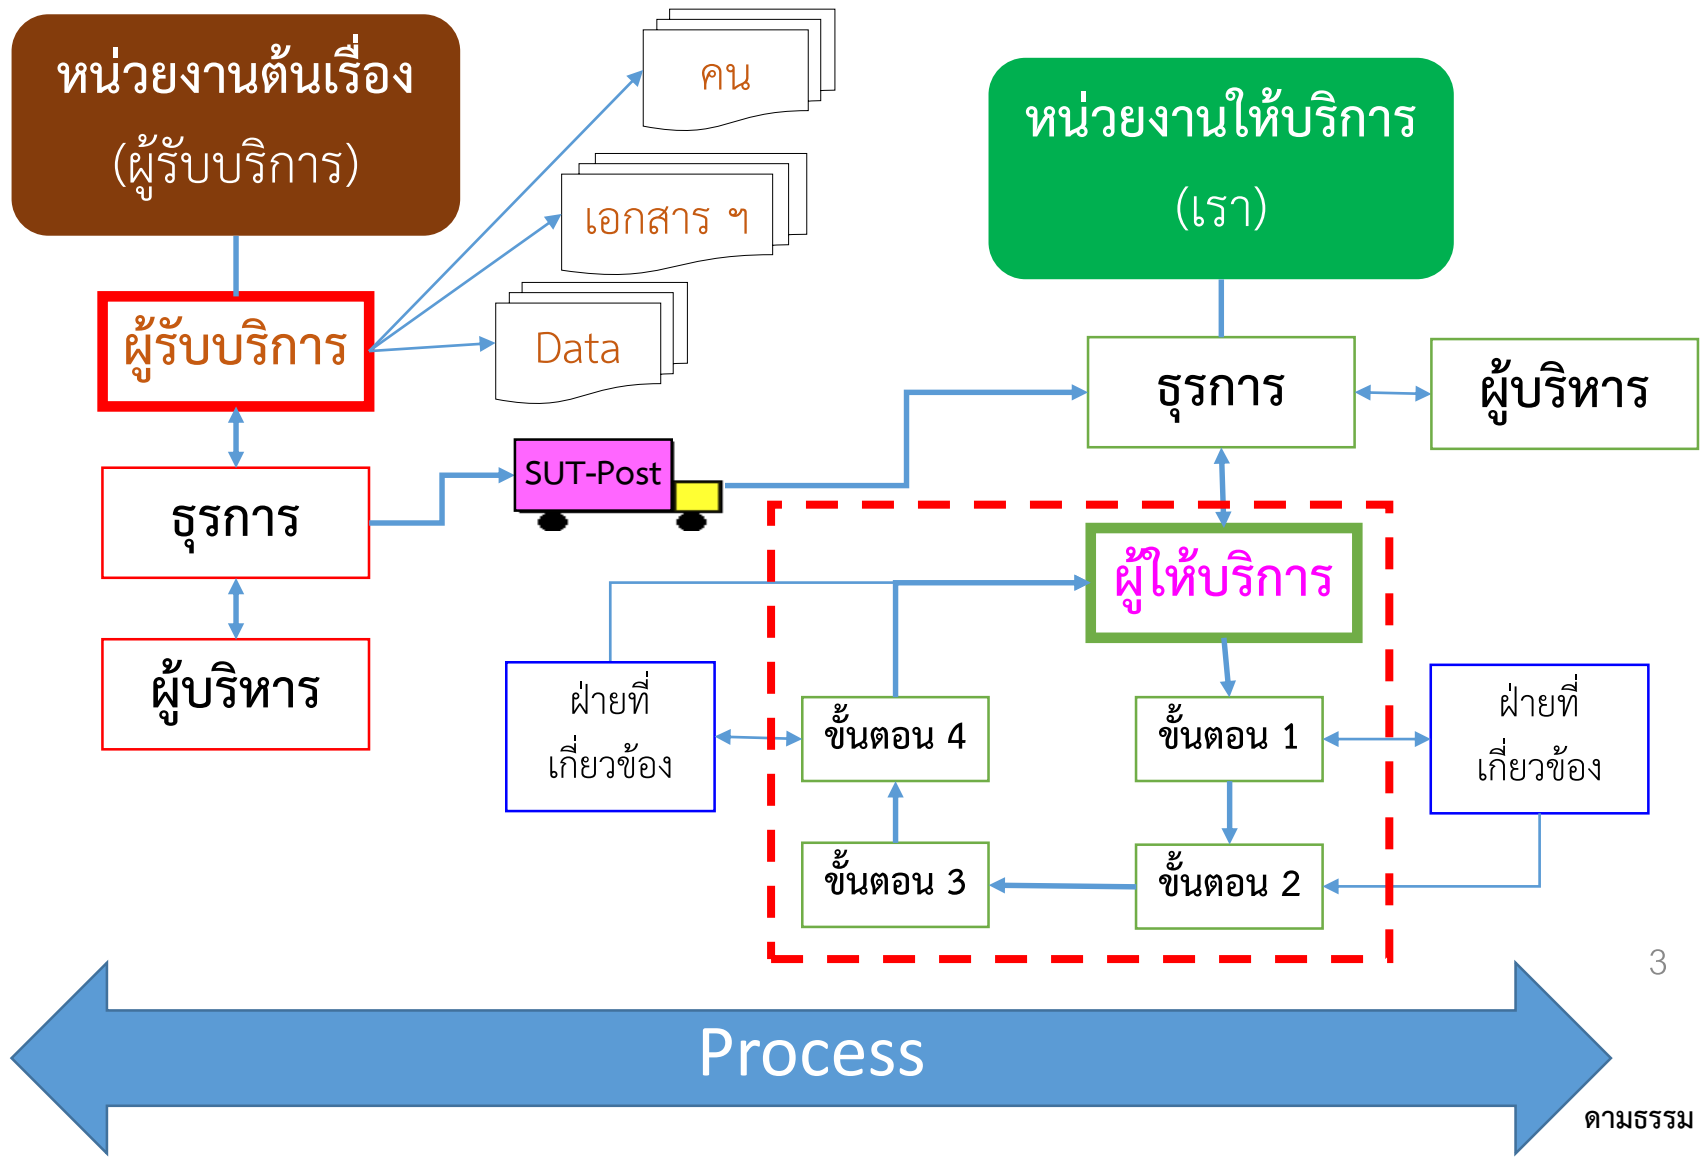 หน่วยงานต้นเรื่อง
(ผู้รับบริการ)
คน
เอกสาร ฯ
Data
หน่วยงานให้บริการ
(เรา)
ผู้รับบริการ
ธุรการ
ผู้บริหาร
SUT-Post
ธุรการ
ผู้บริหาร
ผู้ให้บริการ
ฝ่ายที่
เกี่ยวข้อง
ขั้นตอน 4
ขั้นตอน 1
ฝ่ายที่
เกี่ยวข้อง
ขั้นตอน 3
ขั้นตอน 2
3
Process
ดามธรรม